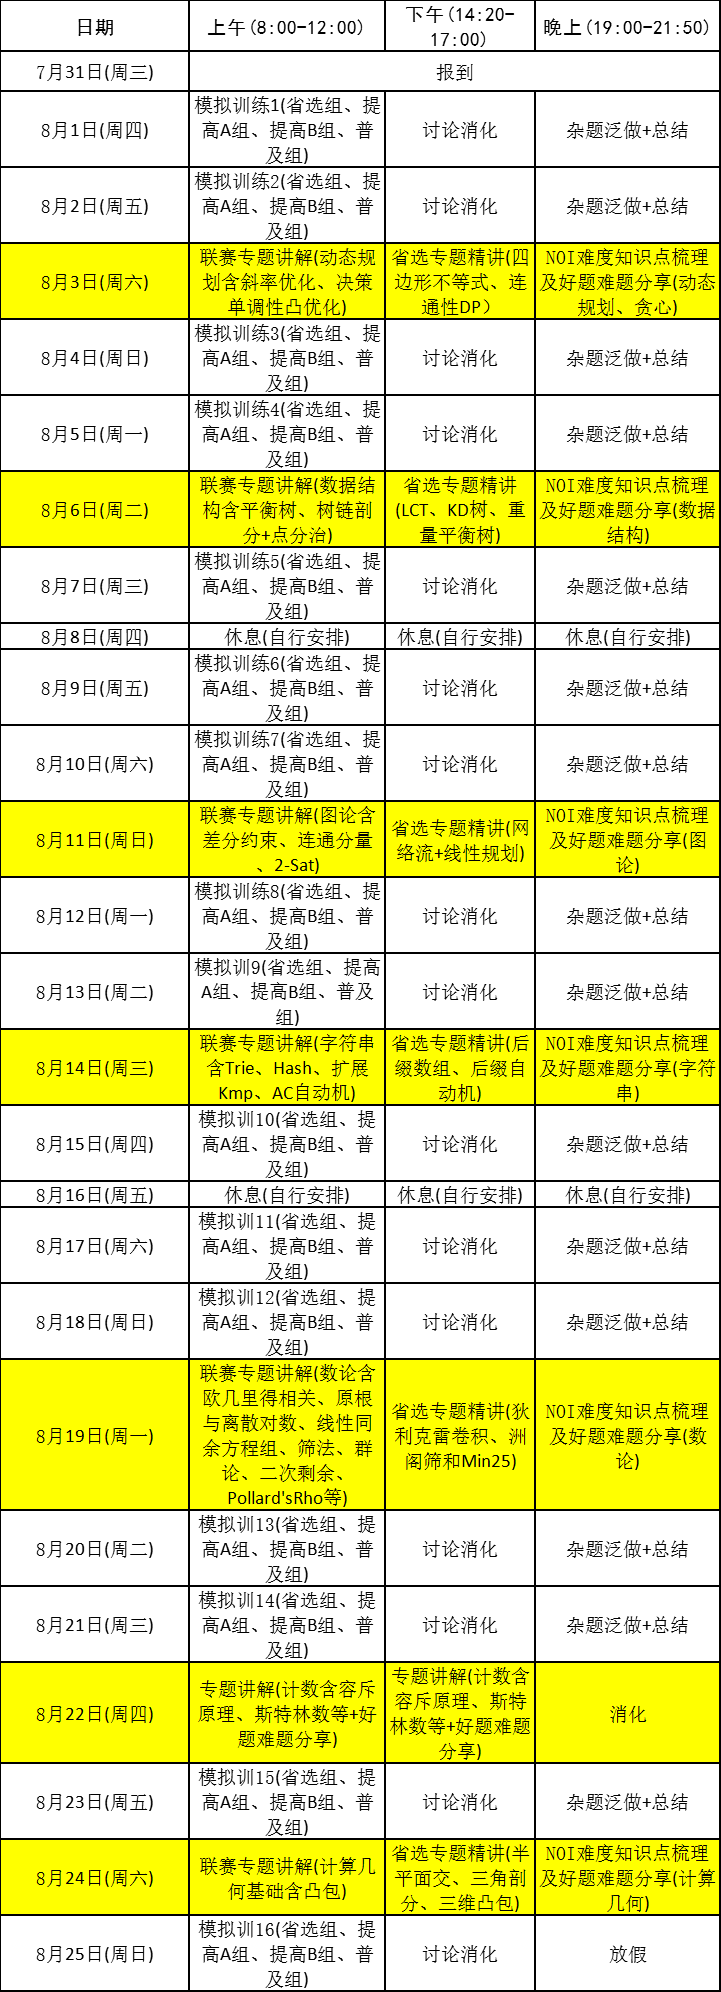 日期
上午(8:00-12:00)
下午(14:20-
17:00)
晚上(19:00-21:50)
7月31日(周三)
报到
8月1日(周四)
模拟训练1(省选组、提
高A组、提高B组、普
及组)
讨论消化
杂题泛做+总结
8月2日(周五)
模拟训练2(省选组、提
高A组、提高B组、普
及组)
讨论消化
杂题泛做+总结
8月3日(周六)
联赛专题讲解(动态规
划含斜率优化、决策
单调性凸优化)
省选专题精讲(四
边形不等式、连
通性DP）
NOI难度知识点梳理
及好题难题分享(动态
规划、贪心)
8月4日(周日)
模拟训练3(省选组、提
高A组、提高B组、普
及组)
讨论消化
杂题泛做+总结
8月5日(周一)
模拟训练4(省选组、提
高A组、提高B组、普
及组)
讨论消化
杂题泛做+总结
8月6日(周二)
联赛专题讲解(数据结
构含平衡树、树链剖
分+点分治)
省选专题精讲
(LCT、KD树、重
量平衡树)
NOI难度知识点梳理
及好题难题分享(数据
结构)
8月7日(周三)
模拟训练5(省选组、提
高A组、提高B组、普
及组)
讨论消化
杂题泛做+总结
8月8日(周四)
休息(自行安排)
休息(自行安排)
休息(自行安排)
8月9日(周五)
模拟训练6(省选组、提
高A组、提高B组、普
及组)
讨论消化
杂题泛做+总结
8月10日(周六)
模拟训练7(省选组、提
高A组、提高B组、普
及组)
讨论消化
杂题泛做+总结
8月11日(周日)
联赛专题讲解(图论含
差分约束、连通分量
、2-Sat)
省选专题精讲(网
络流+线性规划)
NOI难度知识点梳理
及好题难题分享(图
论)
8月12日(周一)
模拟训练8(省选组、提
高A组、提高B组、普
及组)
讨论消化
杂题泛做+总结
8月13日(周二)
模拟训9(省选组、提高
A组、提高B组、普及
组)
讨论消化
杂题泛做+总结
8月14日(周三)
联赛专题讲解(字符串
含Trie、Hash、扩展
Kmp、AC自动机)
省选专题精讲(后
缀数组、后缀自
动机)
NOI难度知识点梳理
及好题难题分享(字符
串)
8月15日(周四)
模拟训10(省选组、提
高A组、提高B组、普
及组)
讨论消化
杂题泛做+总结
8月16日(周五)
休息(自行安排)
休息(自行安排)
休息(自行安排)
8月17日(周六)
模拟训11(省选组、提
高A组、提高B组、普
及组)
讨论消化
杂题泛做+总结
8月18日(周日)
模拟训12(省选组、提
高A组、提高B组、普
及组)
讨论消化
杂题泛做+总结
8月19日(周一)
联赛专题讲解(数论含
欧几里得相关、原根
与离散对数、线性同
余方程组、筛法、群
论、二次剩余、
Pollard'sRho等)
省选专题精讲(狄
利克雷卷积、洲
阁筛和Min25)
NOI难度知识点梳理
及好题难题分享(数
论)
8月20日(周二)
模拟训13(省选组、提
高A组、提高B组、普
及组)
讨论消化
杂题泛做+总结
8月21日(周三)
模拟训14(省选组、提
高A组、提高B组、普
及组)
讨论消化
杂题泛做+总结
8月22日(周四)
专题讲解(计数含容斥
原理、斯特林数等+好
题难题分享)
专题讲解(计数含
容斥原理、斯特
林数等+好题难题
分享)
消化
8月23日(周五)
模拟训15(省选组、提
高A组、提高B组、普
及组)
讨论消化
杂题泛做+总结
8月24日(周六)
联赛专题讲解(计算几
何基础含凸包)
省选专题精讲(半
平面交、三角剖
分、三维凸包)
NOI难度知识点梳理
及好题难题分享(计算
几何)
8月25日(周日)
模拟训16(省选组、提
高A组、提高B组、普
及组)
讨论消化
放假